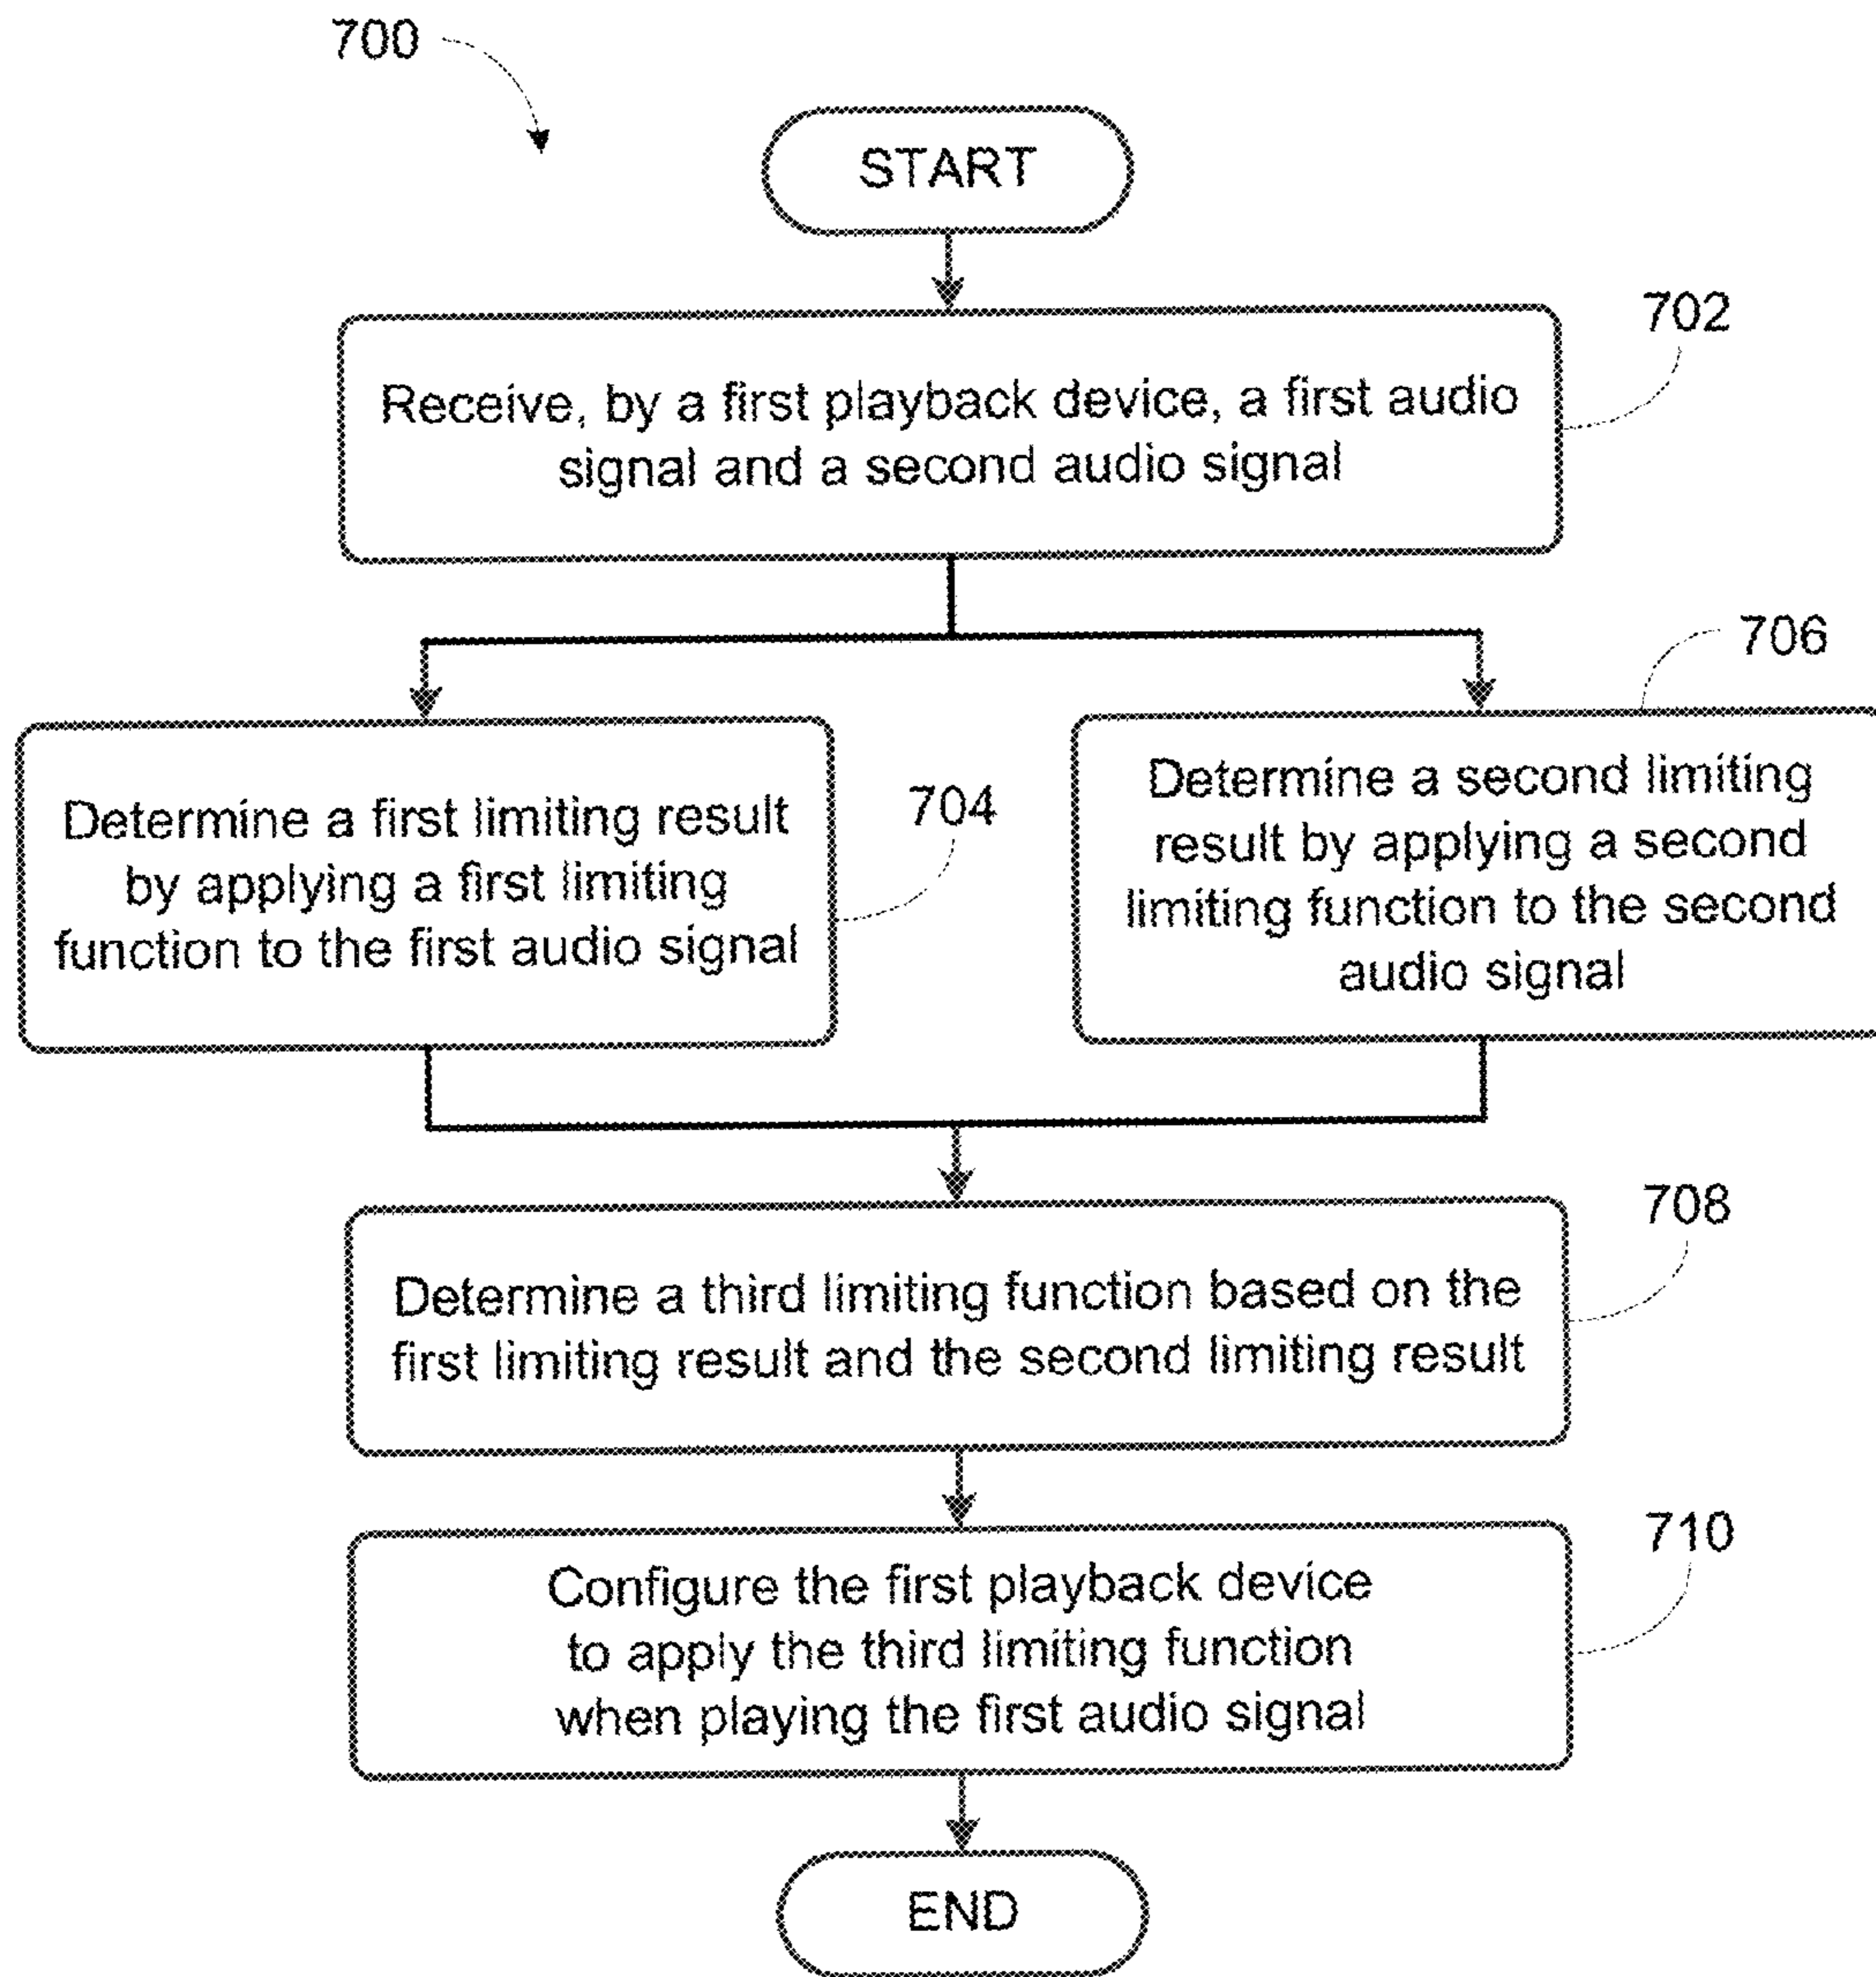 700
START
702
Receive, by a first playback device, a first audio
signal and a second audio signal
706
704
Determine a first limiting result
by applying a first limiting
function to the first audio signal
Determine a second limiting
result by applying a second
limiting function to the second
audio signal
708
Determine a third limiting function based on the
first limiting result and the second limiting result
710
Configure the first playback device
to apply the third limiting function
when playing the first audio signal
END